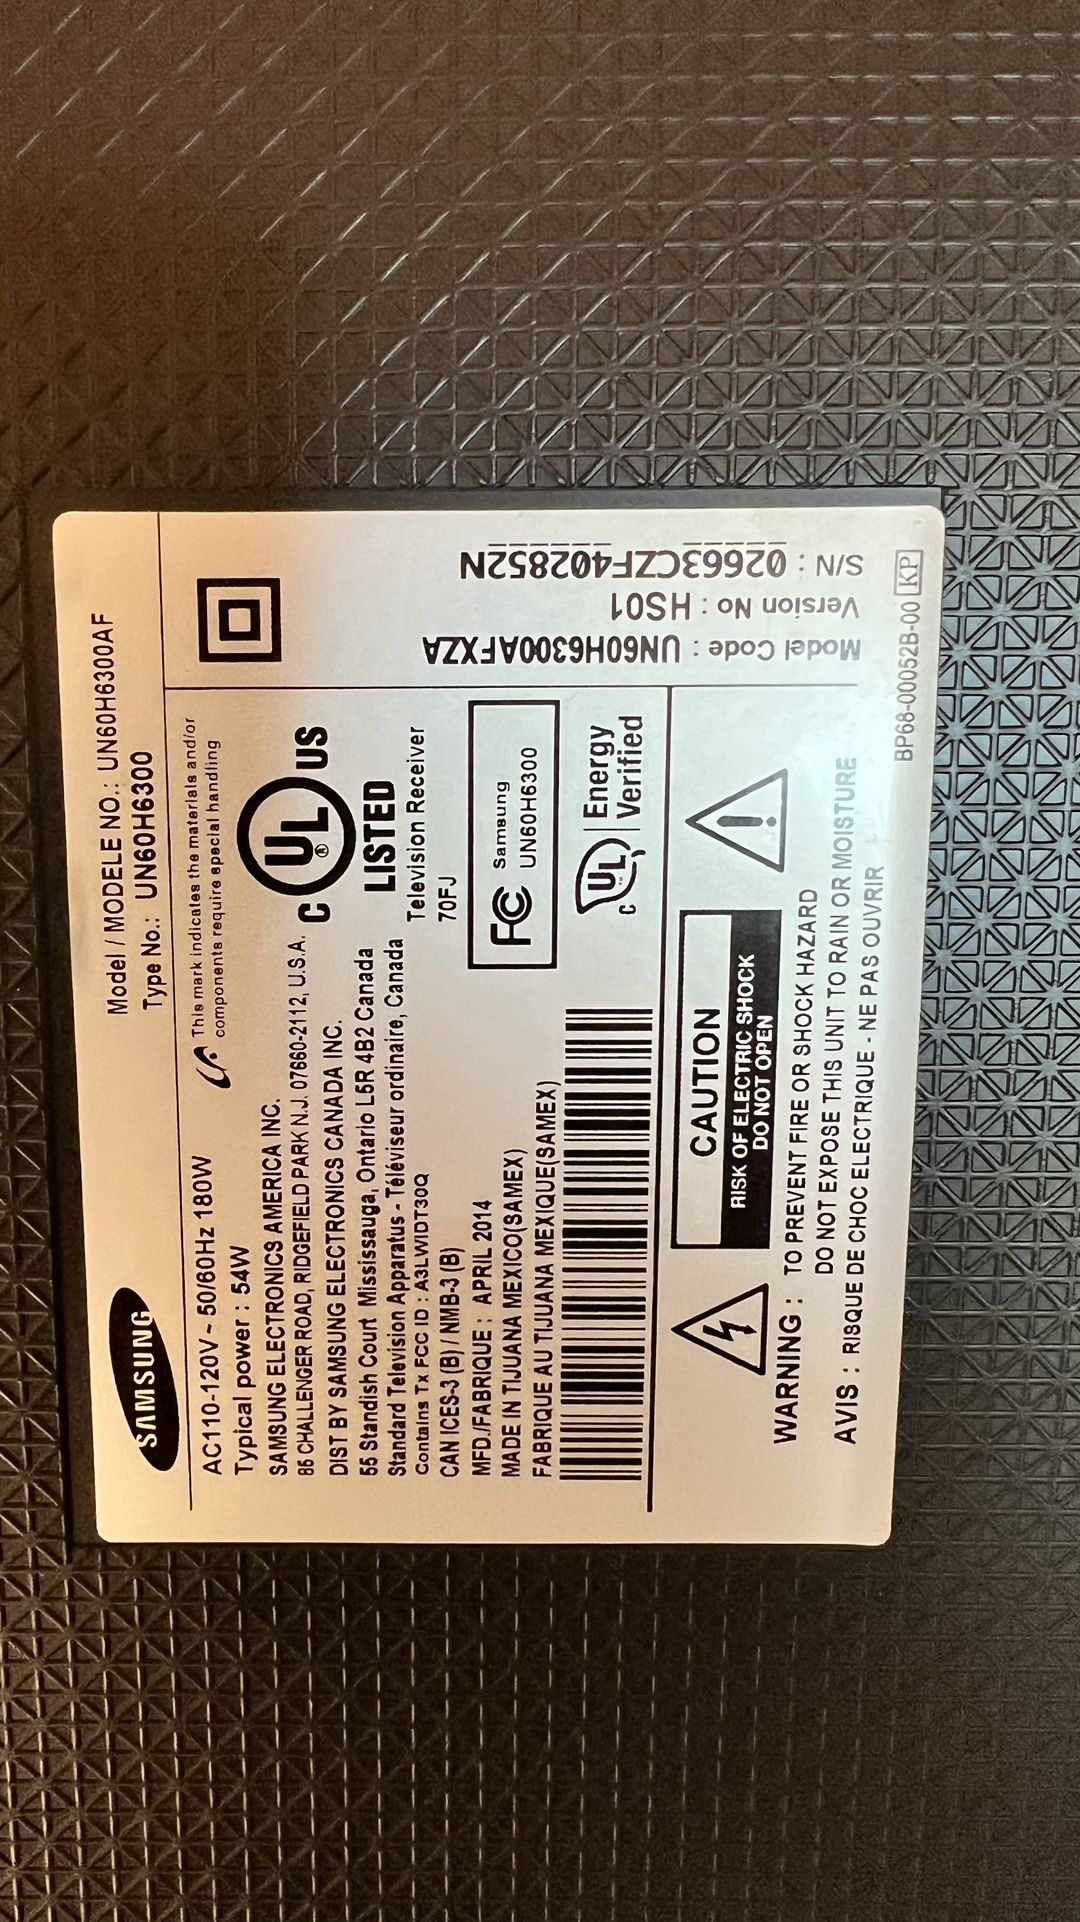 SAMSUNG
Model / MODELE NO.: UN60H6300AF
Type No.: UN60H6300
AC110-120V ~ 50/60Hz 180W
Typical power : 54W
This mark indicates the materials and/or
components require special handling
SAMSUNG ELECTRONICS AMERICA INC.
85 CHALLENGER ROAD, RIDGEFIELD PARK N.J. 07660-2112, U.S.A.
DIST BY SAMSUNG ELECTRONICS CANADA INC.
55 Standish Court Mississauga, Ontario L5R 4B2 Canada
Standard Television Apparatus - Téléviseur ordinaire, Canada
Contains Tx FCC ID : A3LWIDT30Q
CAN ICES-3 (B) / NMB-3 (B)
MFD./FABRIQUE : APRIL 2014
MADE IN TIJUANA MEXICO(SAMEX)
FABRIQUE AU TIJUANA MEXIQUE(SAMEX)
C UL ® US
LISTED
Television Receiver
70FJ
FC Samsung
UN60H6300
C UL Energy
Verified
CAUTION
RISK OF ELECTRIC SHOCK
DO NOT OPEN
WARNING : TO PREVENT FIRE OR SHOCK HAZARD
DO NOT EXPOSE THIS UNIT TO RAIN OR MOISTURE
AVIS : RISQUE DE CHOC ELECTRIQUE - NE PAS OUVRIR
Model Code : UN60H6300AFXZA
Version No : HS01
S/N : 02663CZF402852N
BP68-00052B-00 KP